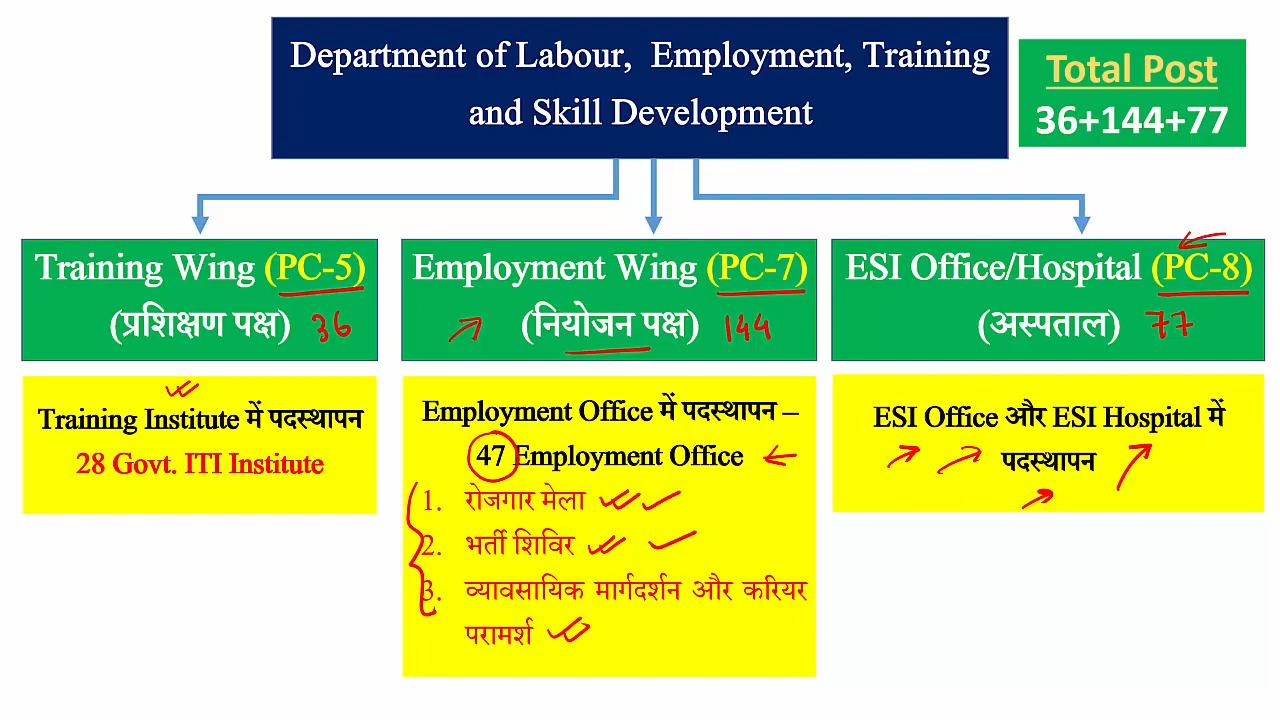 Department of Labour, Employment, Training
and Skill Development
Total Post
36+144+77
Training Wing (PC-5)
(प्रशिक्षण पक्ष) 36
Employment Wing (PC-7)
(नियोजन पक्ष) 144
ESI Office/Hospital (PC-8)
(अस्पताल) 77
Training Institute में पदस्थापन
28 Govt. ITI Institute
Employment Office में पदस्थापन –
47 Employment Office
1. रोजगार मेला
2. भर्ती शिविर
3. व्यावसायिक मार्गदर्शन और करियर
परामर्श
ESI Office और ESI Hospital में
पदस्थापन